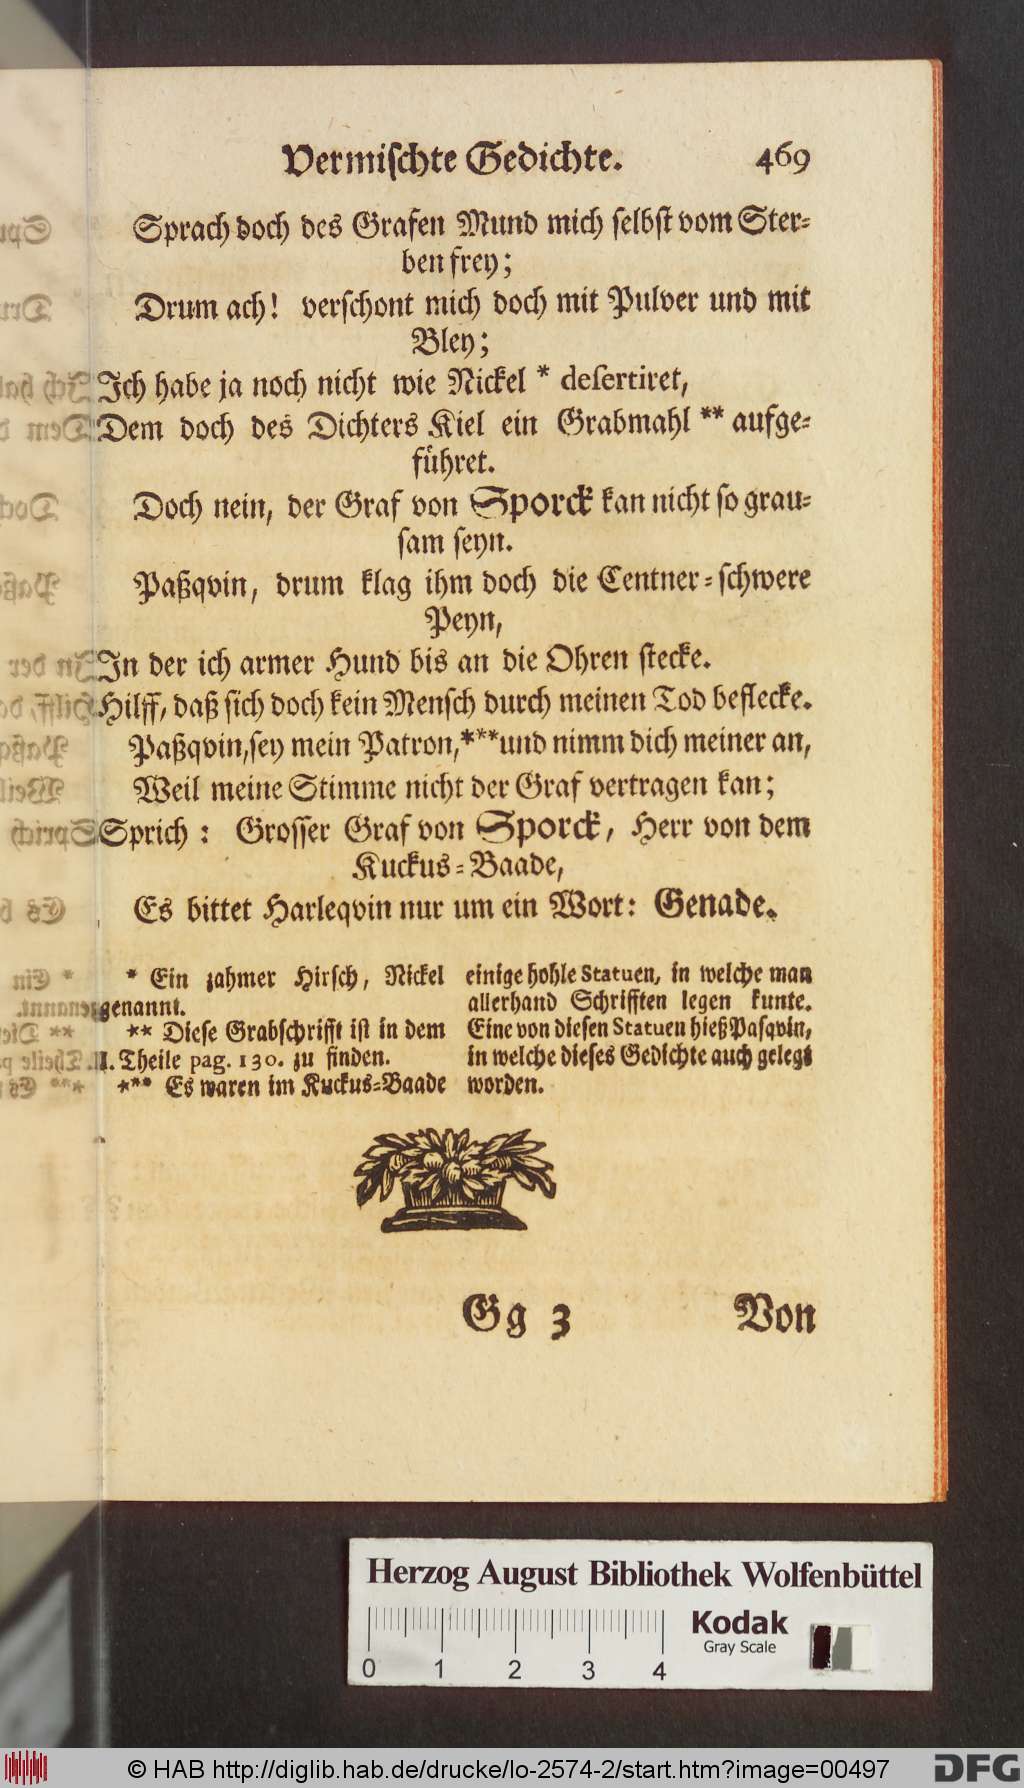 Vermischte Gedichte. 469
Sprach doch des Grafen Mund mich selbst vom Ster=
ben frey;
Drum ach! verschont mich doch mit Pulver und mit
Bley;
Ich habe ja noch nicht wie Nickel * desertiret,
Dem doch des Dichters Kiel ein Grabmahl ** aufge=
führet.
Doch nein, der Graf von Sporck kan nicht so grau=
sam seyn.
Paßqvin, drum klag ihm doch die Centner=schwere
Peyn,
In der ich armer Hund bis an die Ohren stecke.
Hilff, daß sich doch kein Mensch durch meinen Tod beflecke.
Paßqvin, sey mein Patron, *** und nimm dich meiner an,
Weil meine Stimme nicht der Graf vertragen kan;
Sprich: Grosser Graf von Sporck, Herr von dem
Kuckus=Baade,
Es bittet Harleqvin nur um ein Wort: Genade.
* Ein zahmer Hirsch, Nickel
genannt.
** Diese Grabschrifft ist in dem
II. Theile pag. 130. zu finden.
*** Es waren im Kuckus=Baade
einige hohle Statuen, in welche man
allerhand Schrifften legen kunte.
Eine von diesen Statuen hieß Pasqvin,
in welche dieses Gedichte auch gelegt
worden.
Gg 3 Von
Herzog August Bibliothek Wolfenbüttel
Kodak
Gray Scale
0 1 2 3 4
© HAB http://diglib.hab.de/drucke/lo-2574-2/start.htm?image=00497
DFG